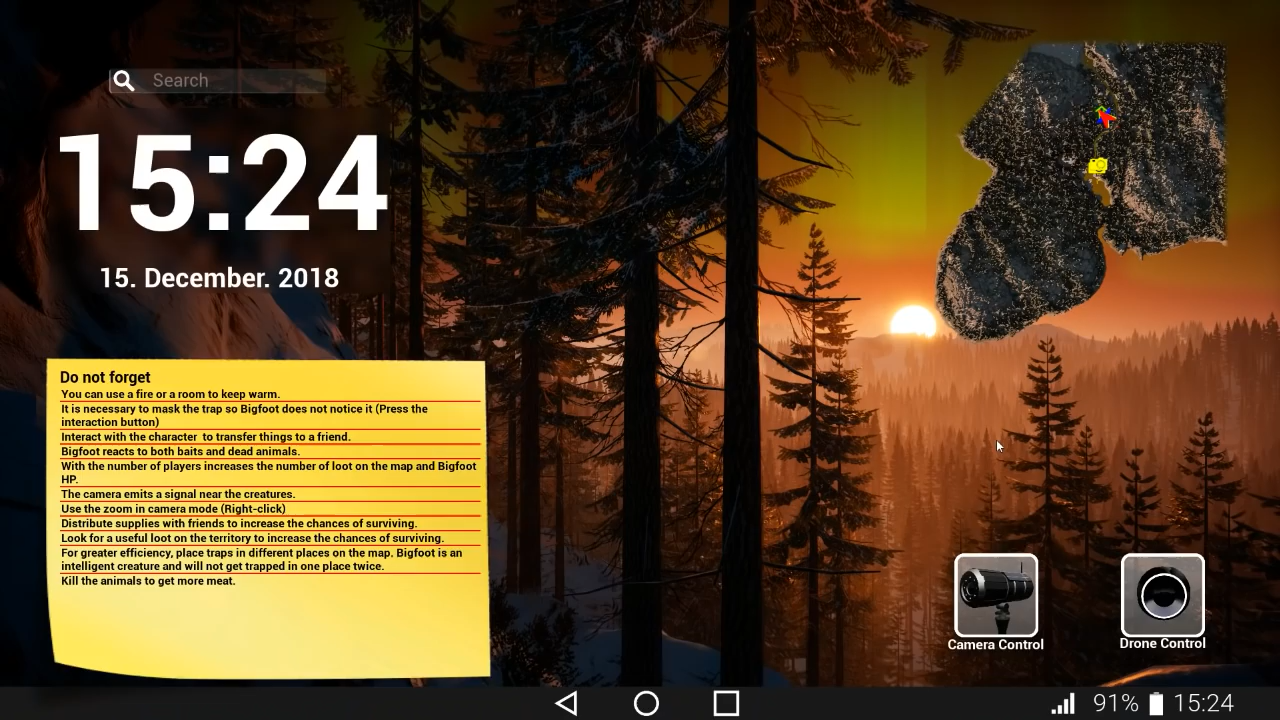 Search
15:24
15. December. 2018
Do not forget
You can use a fire or a room to keep warm.
It is necessary to mask the trap so Bigfoot does not notice it (Press the
interaction button)
Interact with the character  to transfer things to a friend.
Bigfoot reacts to both baits and dead animals.
With the number of players increases the number of loot on the map and Bigfoot
HP.
The camera emits a signal near the creatures.
Use the zoom in camera mode (Right-click)
Distribute supplies with friends to increase the chances of surviving.
Look for a useful loot on the territory to increase the chances of surviving.
For greater efficiency, place traps in different places on the map. Bigfoot is an
intelligent creature and will not get trapped in one place twice.
Kill the animals to get more meat.
Camera Control
Drone Control
91%
15:24